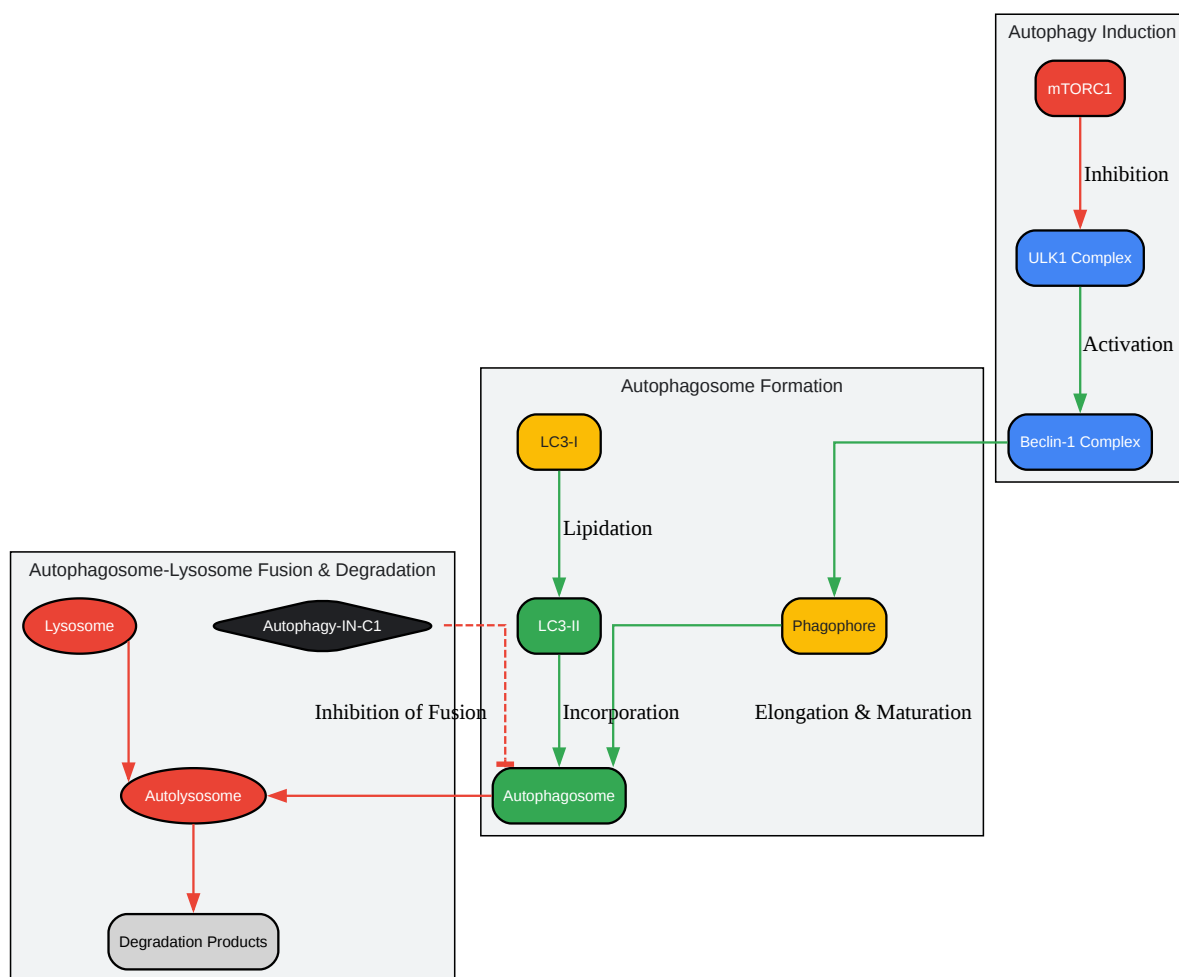 Autophagy Induction
mTORC1
Inhibition
ULK1 Complex
Activation
Beclin-1 Complex
Autophagosome Formation
LC3-I
Lipidation
LC3-II
Phagophore
Incorporation
Elongation & Maturation
Autophagosome
Autophagosome-Lysosome Fusion & Degradation
Lysosome
Autophagy-IN-C1
Inhibition of Fusion
Autolysosome
Degradation Products